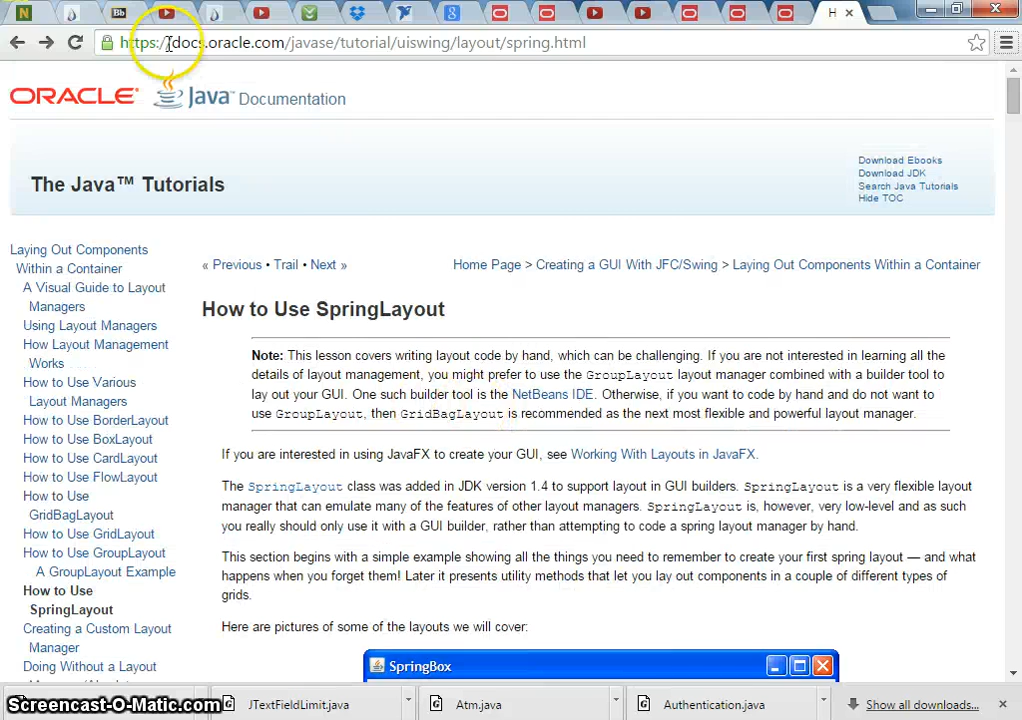 N
Bb
8
H
https://docs.oracle.com/javase/tutorial/uiswing/layout/spring.html
ORACLE Java™ Documentation
The Java™ Tutorials
Download Ebooks
Download JDK
Search Java Tutorials
Hide TOC
Laying Out Components
Within a Container
A Visual Guide to Layout
Managers
Using Layout Managers
How Layout Management
Works
How to Use Various
Layout Managers
How to Use BorderLayout
How to Use BoxLayout
How to Use CardLayout
How to Use FlowLayout
How to Use
GridBagLayout
How to Use GridLayout
How to Use GroupLayout
A GroupLayout Example
How to Use
SpringLayout
Creating a Custom Layout
Manager
Doing Without a Layout
« Previous • Trail • Next »
Home Page > Creating a GUI With JFC/Swing > Laying Out Components Within a Container
How to Use SpringLayout
Note: This lesson covers writing layout code by hand, which can be challenging. If you are not interested in learning all the
details of layout management, you might prefer to use the GroupLayout layout manager combined with a builder tool to
lay out your GUI. One such builder tool is the NetBeans IDE. Otherwise, if you want to code by hand and do not want to
use GroupLayout, then GridBagLayout is recommended as the next most flexible and powerful layout manager.
If you are interested in using JavaFX to create your GUI, see Working With Layouts in JavaFX.
The SpringLayout class was added in JDK version 1.4 to support layout in GUI builders. SpringLayout is a very flexible layout
manager that can emulate many of the features of other layout managers. SpringLayout is, however, very low-level and as such
you really should only use it with a GUI builder, rather than attempting to code a spring layout manager by hand.
This section begins with a simple example showing all the things you need to remember to create your first spring layout — and what
happens when you forget them! Later it presents utility methods that let you lay out components in a couple of different types of
grids.
Here are pictures of some of the layouts we will cover:
SpringBox
Screencast-O-Matic.com
JTextFieldLimit.java
Atm.java
Authentication.java
Show all downloads...